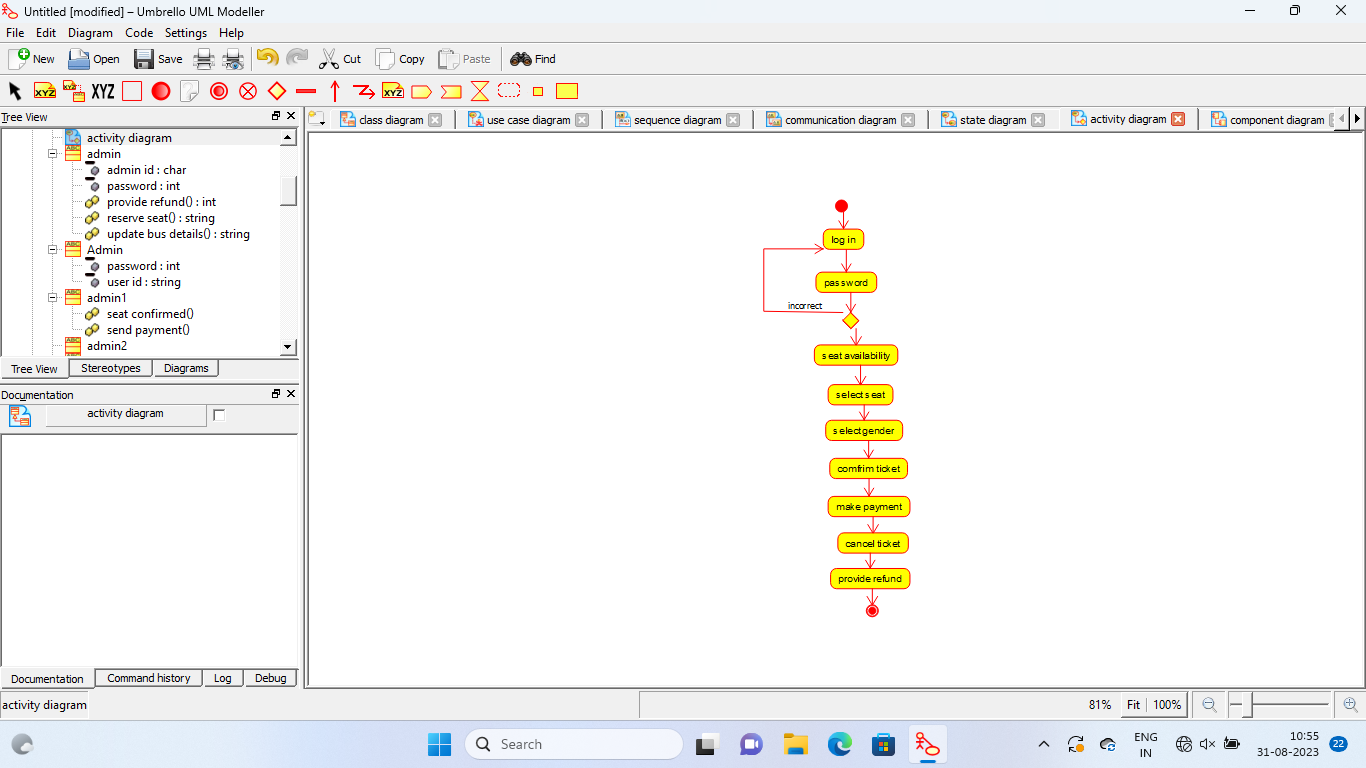 Untitled [modified] – Umbrello UML Modeller
File Edit Diagram Code Settings Help
New Open Save Cut Copy Paste Find
XYZ XYZ XYZ XYZ
Tree View
class diagram use case diagram sequence diagram communication diagram state diagram activity diagram component diagram
activity diagram
admin
admin id : char
password : int
provide refund() : int
reserve seat() : string
update bus details() : string
Admin
password : int
user id : string
admin1
seat confirmed()
send payment()
admin2
Tree View Stereotypes Diagrams
Documentation
activity diagram
Documentation Command history Log Debug
log in
password
incorrect
seat availability
select seat
select gender
comfrim ticket
make payment
cancel ticket
provide refund
activity diagram
81% Fit 100%
Search
ENG
IN
10:55
31-08-2023
22